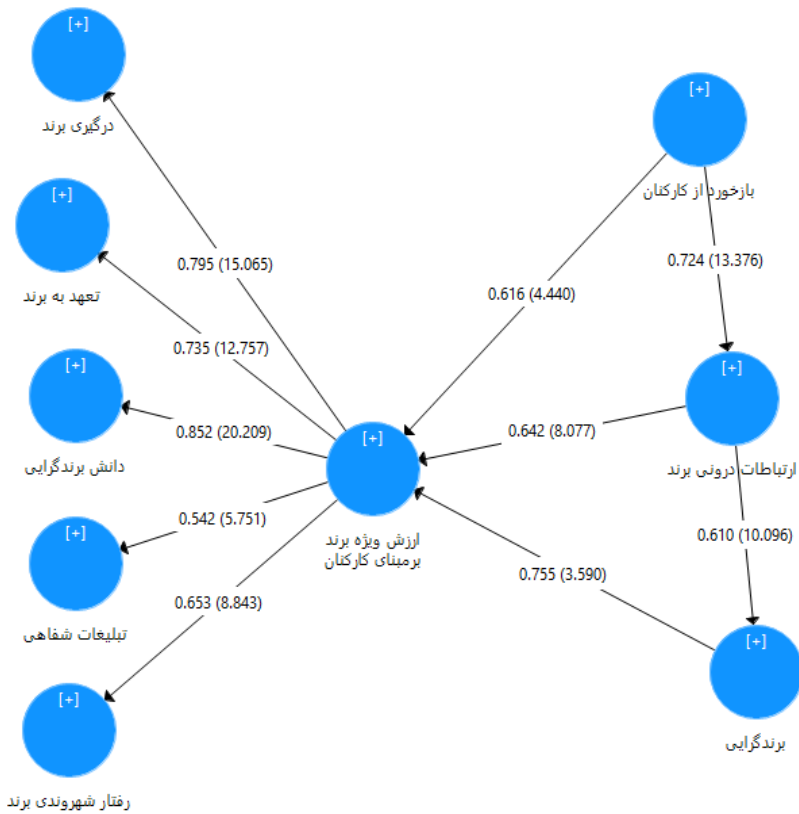 [+]
درگیری برند
[+]
بازخورد از کارکنان
[+]
تعهد به برند
0.795 (15.065)
0.724 (13.376)
0.616 (4.440)
0.735 (12.757)
[+]
دانش برندگرایی
[+]
ارتباطات درونی برند
0.852 (20.209)
0.642 (8.077)
[+]
ارزش ویژه برند
برمبنای کارکنان
0.542 (5.751)
0.610 (10.096)
[+]
تبلیغات شفاهی
0.755 (3.590)
0.653 (8.843)
[+]
برندگرایی
[+]
رفتار شهروندی برند